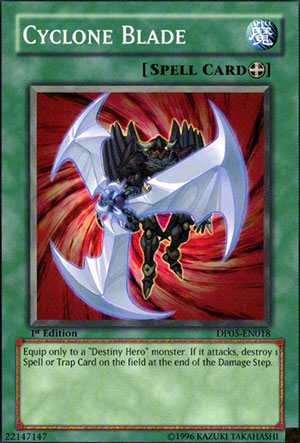 CYCLONE BLADE
魔
[SPELL CARD]
1st Edition
DP05-EN018
Equip only to a "Destiny Hero" monster. If it attacks, destroy 1
Spell or Trap Card on the field at the end of the Damage Step.
22147147
©1996 KAZUKI TAKAHASHI